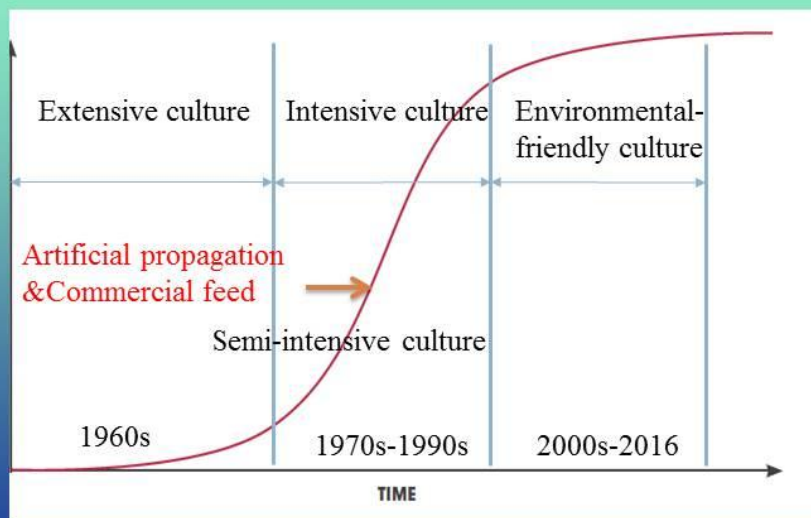 Extensive culture
Intensive culture
Environmental-
friendly culture
Artificial propagation
&Commercial feed
Semi-intensive culture
1960s
1970s-1990s
2000s-2016
TIME